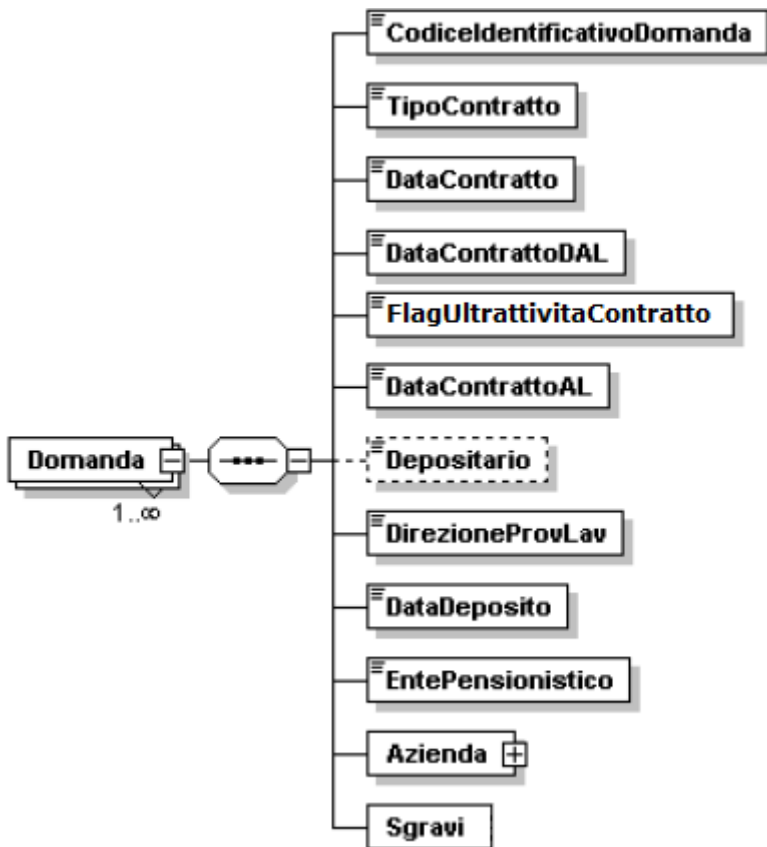 CodiceIdentificativoDomanda
TipoContratto
DataContratto
DataContrattoDAL
FlagUltrattivitaContratto
DataContrattoAL
Domanda
1..∞
Depositario
DirezioneProvLav
DataDeposito
EntePensionistico
Azienda
Sgravi